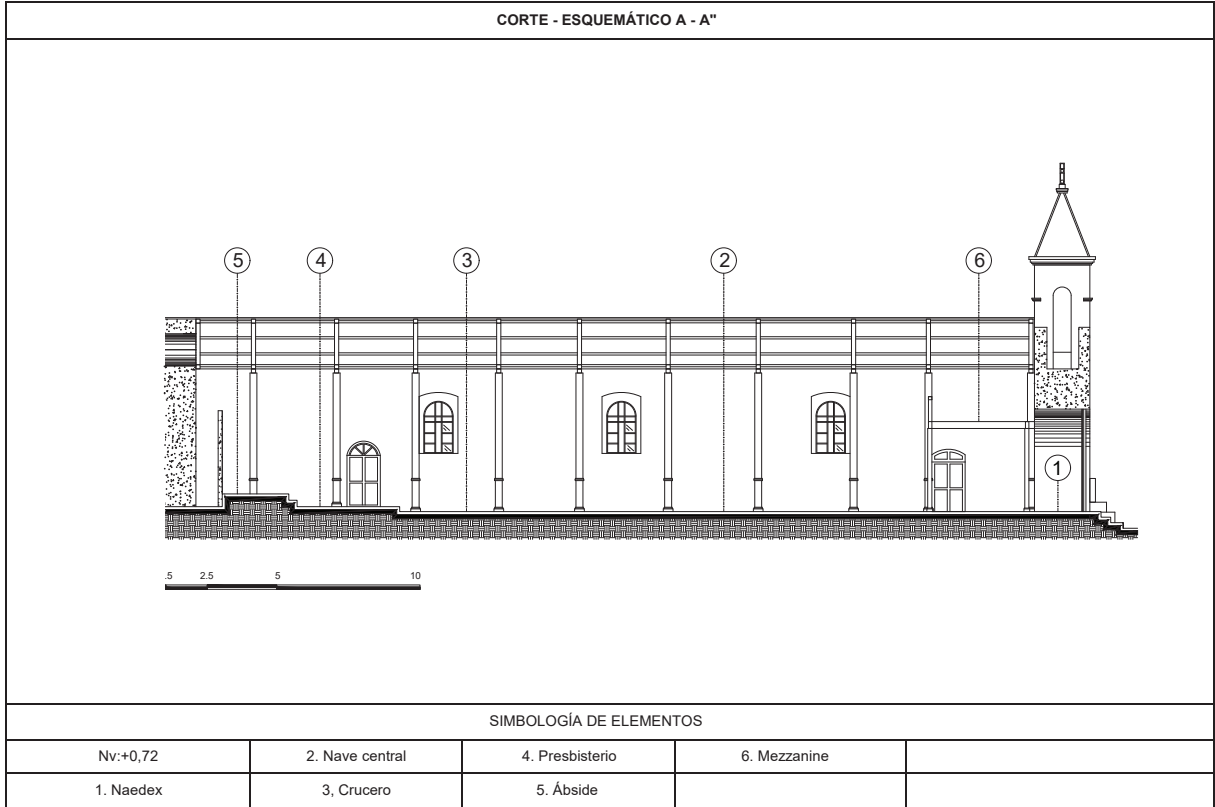 CORTE - ESQUEMÁTICO A - A"
5
4
3
2
6
1
.5 2.5 5 10
SIMBOLOGÍA DE ELEMENTOS
Nv:+0,72 2. Nave central 4. Presbisterio 6. Mezzanine
1. Naedex 3, Crucero 5. Ábside